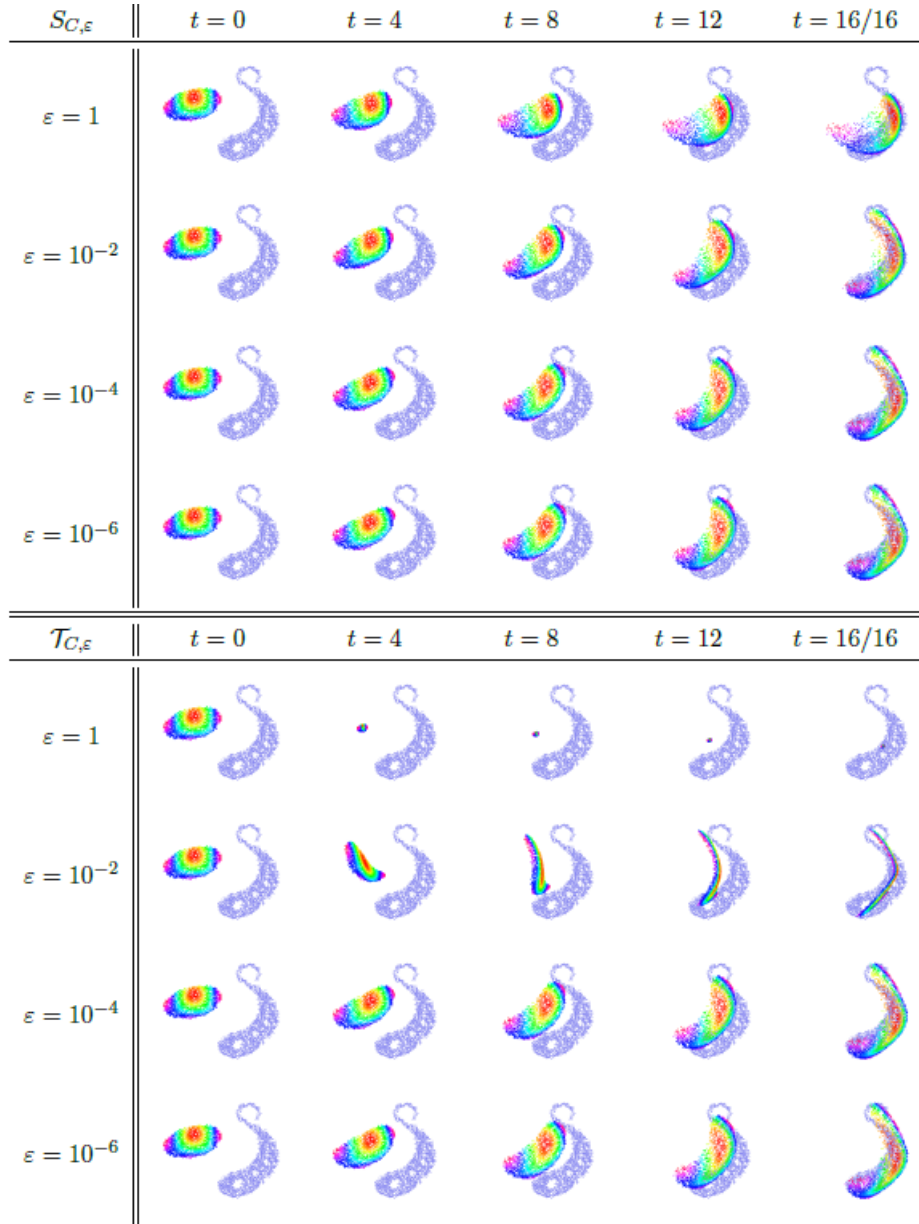 S_{C,ε} t = 0 t = 4 t = 8 t = 12 t = 16/16
ε = 1
ε = 10⁻²
ε = 10⁻⁴
ε = 10⁻⁶
𝒯_{C,ε} t = 0 t = 4 t = 8 t = 12 t = 16/16
ε = 1
ε = 10⁻²
ε = 10⁻⁴
ε = 10⁻⁶